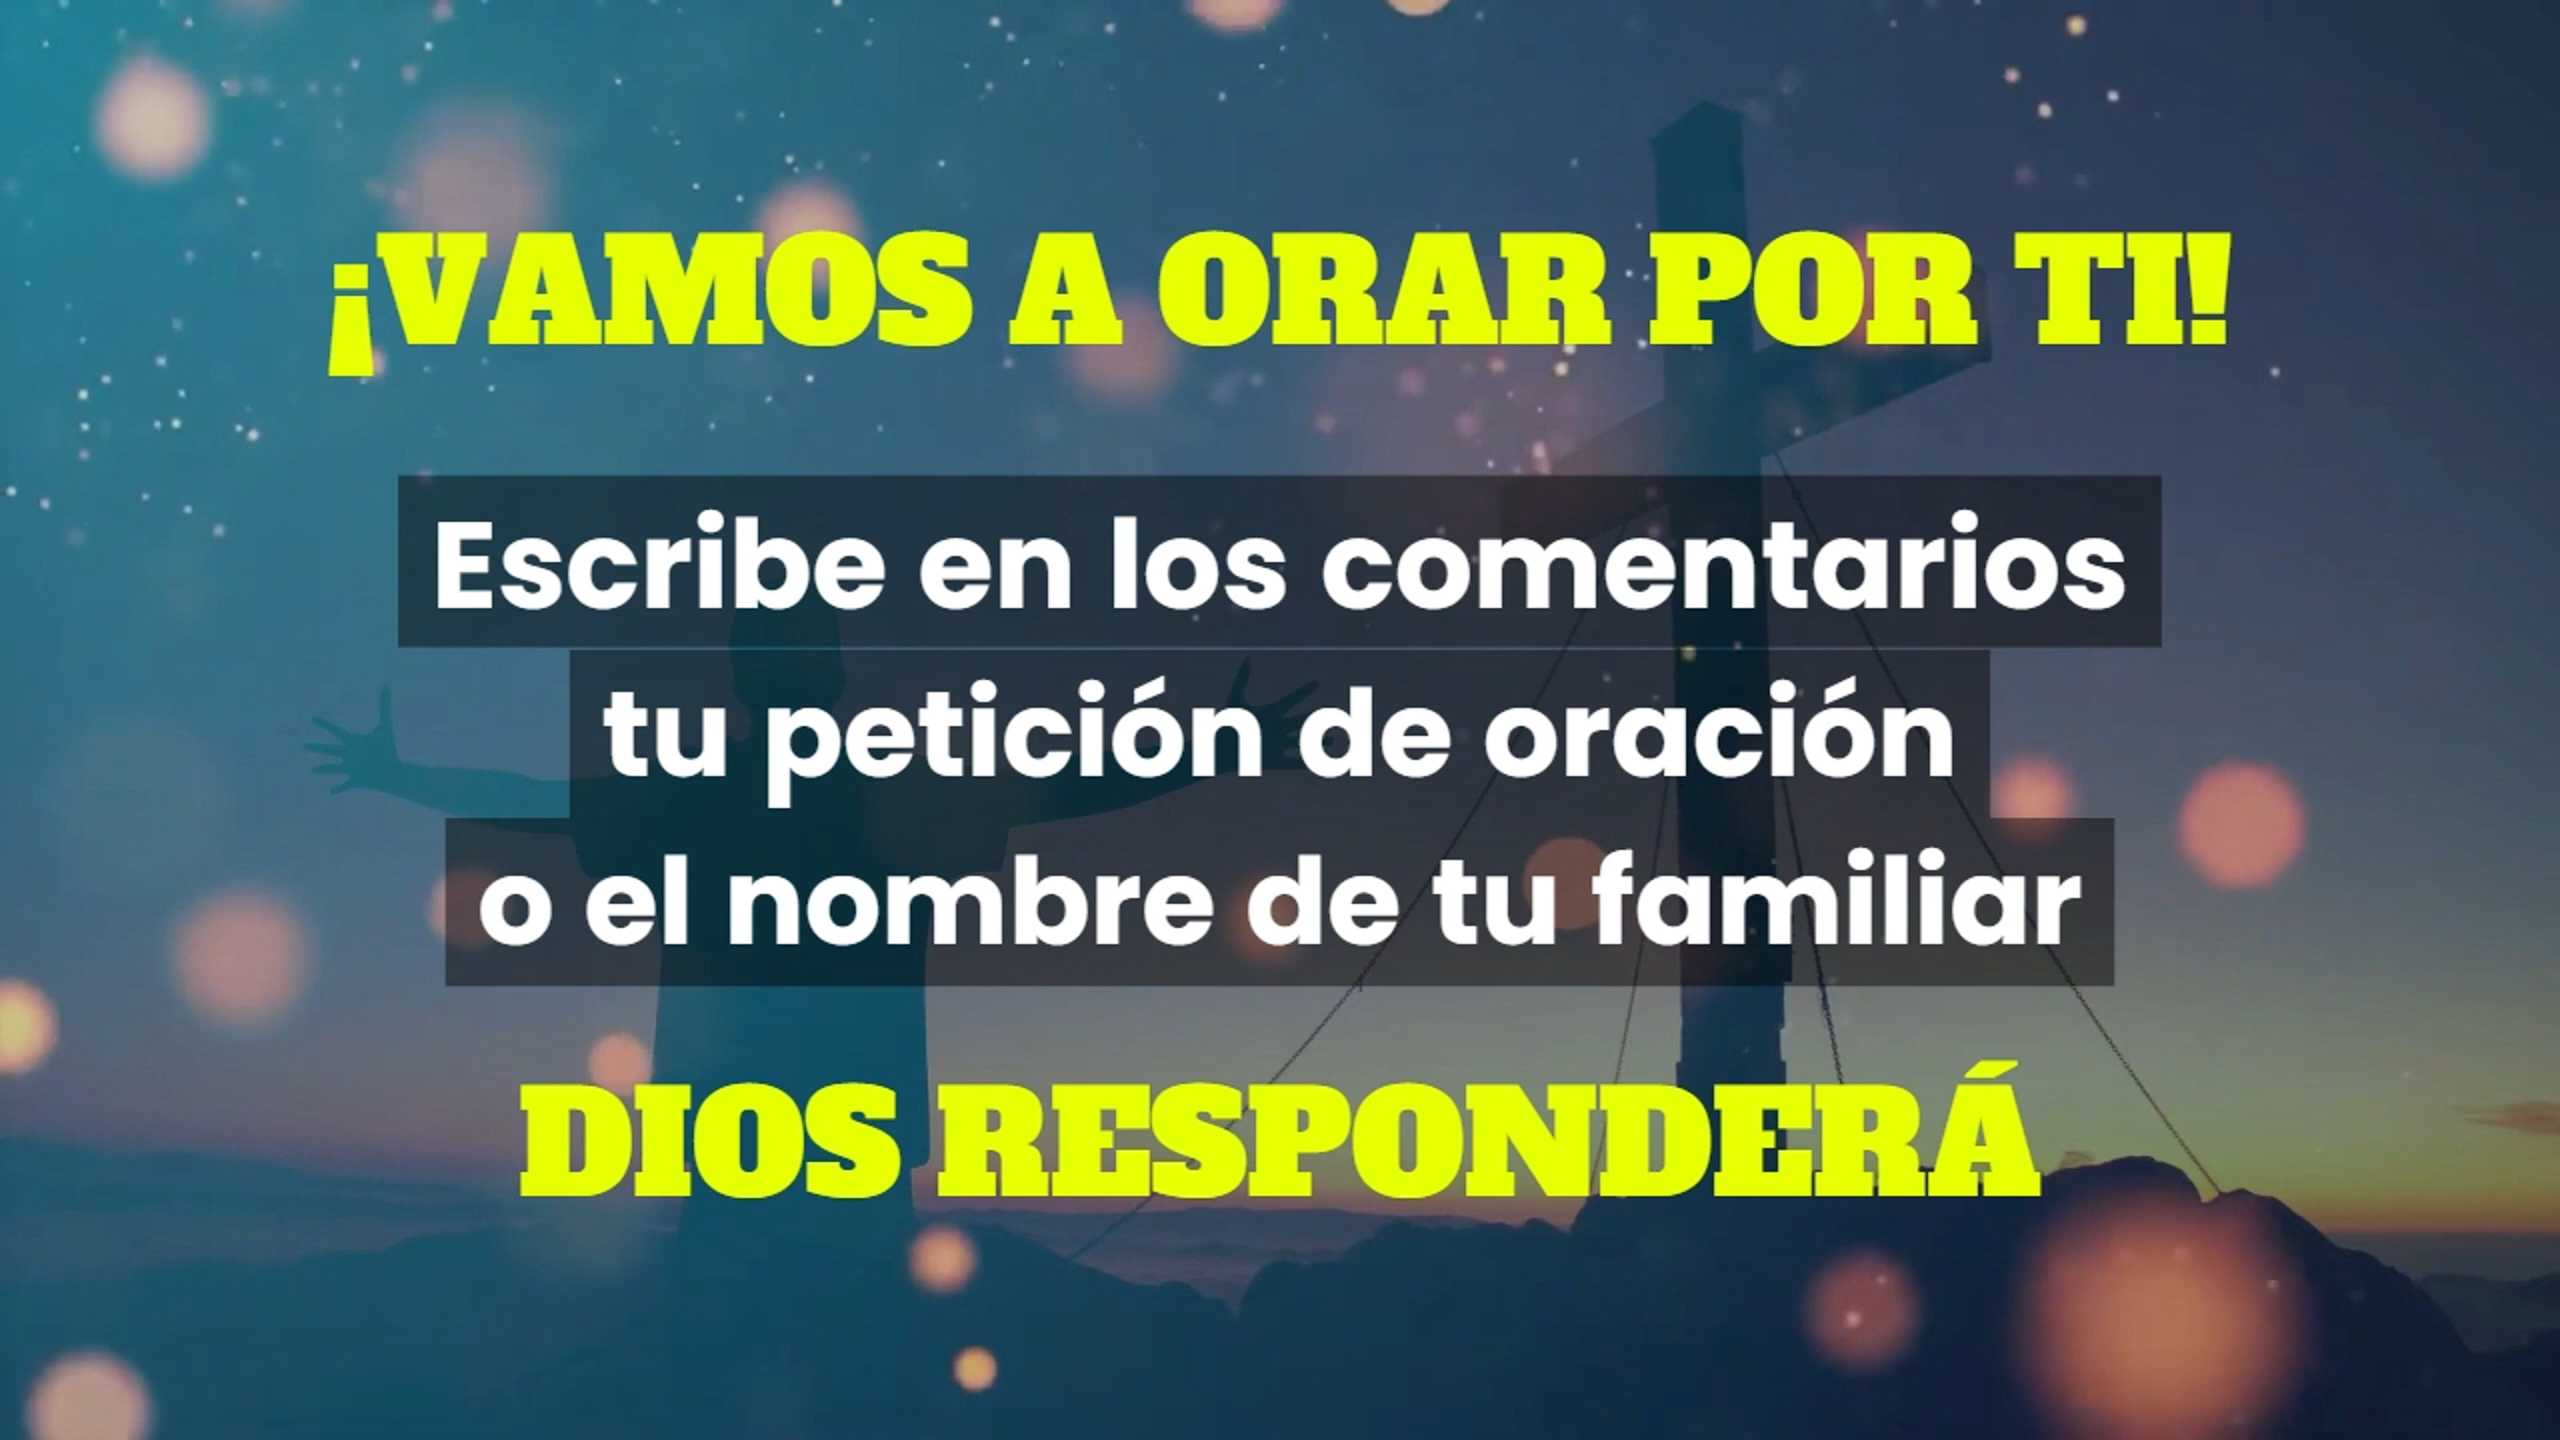 ¡VAMOS A ORAR POR TI!
Escribe en los comentarios
tu petición de oración
o el nombre de tu familiar
DIOS RESPONDERÁ